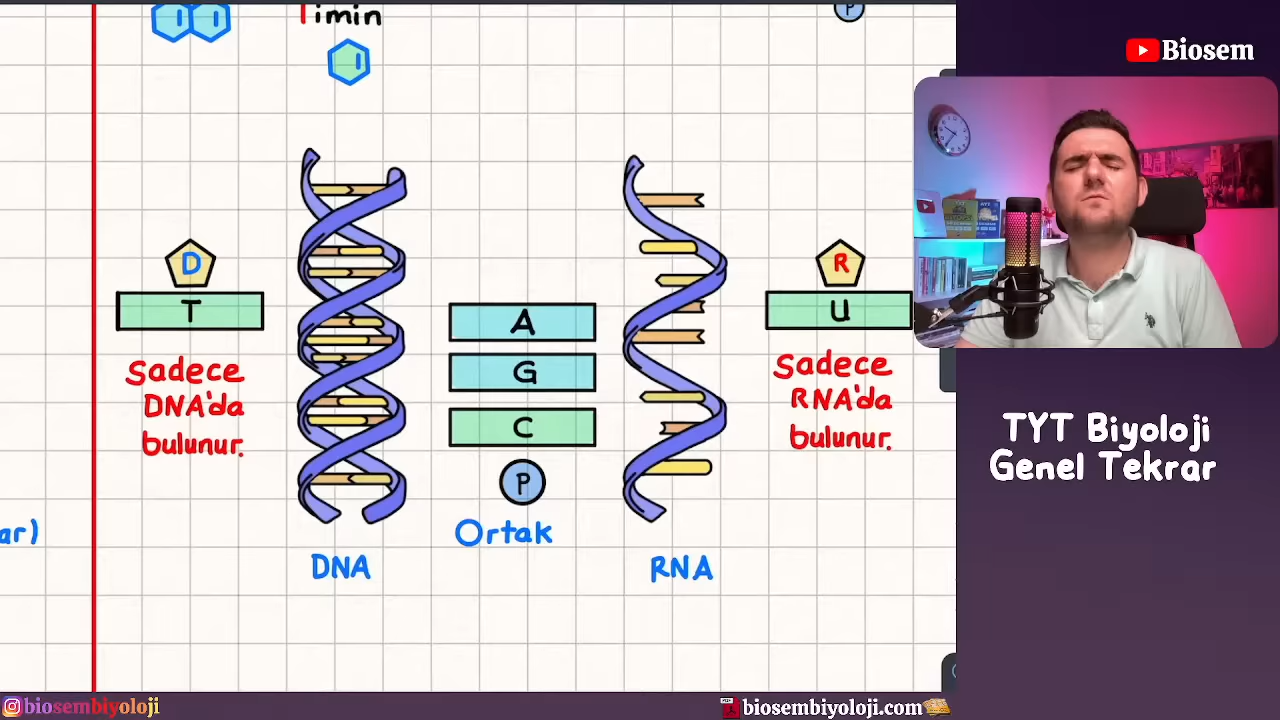 Timin
P
Biosem
D
T
Sadece
DNA'da
bulunur.
A
G
C
P
Ortak
R
U
Sadece
RNA'da
bulunur.
ar)
DNA
RNA
TYT Biyoloji
Genel Tekrar
biosembiyoloji
biosembiyoloji.com